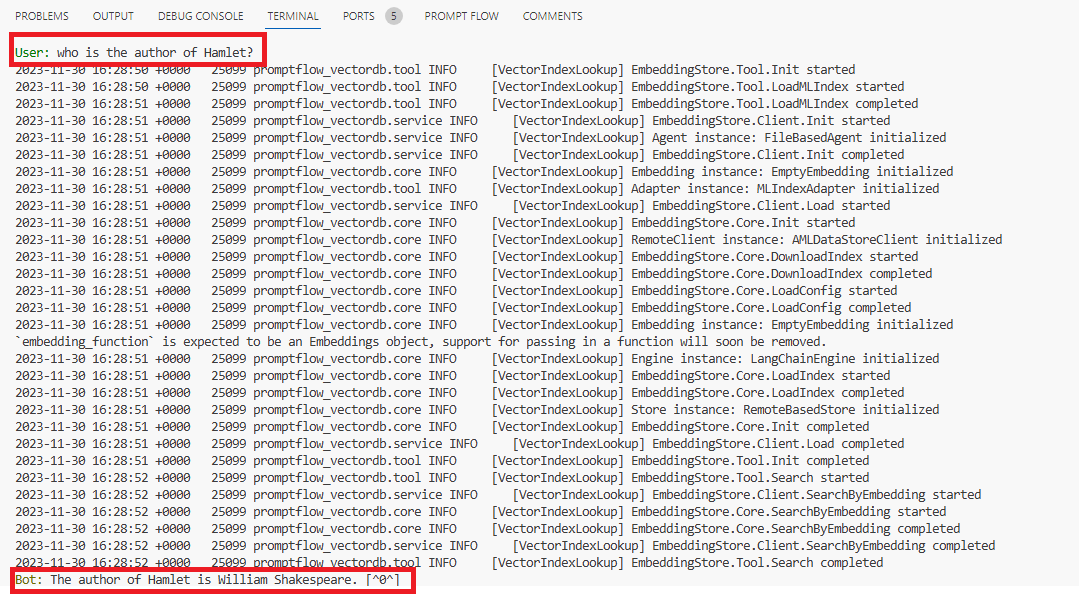 PROBLEMS OUTPUT DEBUG CONSOLE TERMINAL PORTS 5 PROMPT FLOW COMMENTS
User: who is the author of Hamlet?
2023-11-30 16:28:50 +0000 25099 promptflow_vectordb.tool INFO [VectorIndexLookup] EmbeddingStore.Tool.Init started
2023-11-30 16:28:50 +0000 25099 promptflow_vectordb.tool INFO [VectorIndexLookup] EmbeddingStore.Tool.LoadMLIndex started
2023-11-30 16:28:51 +0000 25099 promptflow_vectordb.tool INFO [VectorIndexLookup] EmbeddingStore.Tool.LoadMLIndex completed
2023-11-30 16:28:51 +0000 25099 promptflow_vectordb.service INFO [VectorIndexLookup] EmbeddingStore.Client.Init started
2023-11-30 16:28:51 +0000 25099 promptflow_vectordb.service INFO [VectorIndexLookup] Agent instance: FileBasedAgent initialized
2023-11-30 16:28:51 +0000 25099 promptflow_vectordb.service INFO [VectorIndexLookup] EmbeddingStore.Client.Init completed
2023-11-30 16:28:51 +0000 25099 promptflow_vectordb.core INFO [VectorIndexLookup] Embedding instance: EmptyEmbedding initialized
2023-11-30 16:28:51 +0000 25099 promptflow_vectordb.tool INFO [VectorIndexLookup] Adapter instance: MLIndexAdapter initialized
2023-11-30 16:28:51 +0000 25099 promptflow_vectordb.service INFO [VectorIndexLookup] EmbeddingStore.Client.Load started
2023-11-30 16:28:51 +0000 25099 promptflow_vectordb.core INFO [VectorIndexLookup] EmbeddingStore.Core.Init started
2023-11-30 16:28:51 +0000 25099 promptflow_vectordb.core INFO [VectorIndexLookup] RemoteClient instance: AMLDataStoreClient initialized
2023-11-30 16:28:51 +0000 25099 promptflow_vectordb.core INFO [VectorIndexLookup] EmbeddingStore.Core.DownloadIndex started
2023-11-30 16:28:51 +0000 25099 promptflow_vectordb.core INFO [VectorIndexLookup] EmbeddingStore.Core.DownloadIndex completed
2023-11-30 16:28:51 +0000 25099 promptflow_vectordb.core INFO [VectorIndexLookup] EmbeddingStore.Core.LoadConfig started
2023-11-30 16:28:51 +0000 25099 promptflow_vectordb.core INFO [VectorIndexLookup] EmbeddingStore.Core.LoadConfig completed
2023-11-30 16:28:51 +0000 25099 promptflow_vectordb.core INFO [VectorIndexLookup] Embedding instance: EmptyEmbedding initialized
`embedding_function` is expected to be an Embeddings object, support for passing in a function will soon be removed.
2023-11-30 16:28:51 +0000 25099 promptflow_vectordb.core INFO [VectorIndexLookup] Engine instance: LangChainEngine initialized
2023-11-30 16:28:51 +0000 25099 promptflow_vectordb.core INFO [VectorIndexLookup] EmbeddingStore.Core.LoadIndex started
2023-11-30 16:28:51 +0000 25099 promptflow_vectordb.core INFO [VectorIndexLookup] EmbeddingStore.Core.LoadIndex completed
2023-11-30 16:28:51 +0000 25099 promptflow_vectordb.core INFO [VectorIndexLookup] Store instance: RemoteBasedStore initialized
2023-11-30 16:28:51 +0000 25099 promptflow_vectordb.core INFO [VectorIndexLookup] EmbeddingStore.Core.Init completed
2023-11-30 16:28:51 +0000 25099 promptflow_vectordb.service INFO [VectorIndexLookup] EmbeddingStore.Client.Load completed
2023-11-30 16:28:51 +0000 25099 promptflow_vectordb.tool INFO [VectorIndexLookup] EmbeddingStore.Tool.Init completed
2023-11-30 16:28:52 +0000 25099 promptflow_vectordb.tool INFO [VectorIndexLookup] EmbeddingStore.Tool.Search started
2023-11-30 16:28:52 +0000 25099 promptflow_vectordb.service INFO [VectorIndexLookup] EmbeddingStore.Client.SearchByEmbedding started
2023-11-30 16:28:52 +0000 25099 promptflow_vectordb.core INFO [VectorIndexLookup] EmbeddingStore.Core.SearchByEmbedding started
2023-11-30 16:28:52 +0000 25099 promptflow_vectordb.core INFO [VectorIndexLookup] EmbeddingStore.Core.SearchByEmbedding completed
2023-11-30 16:28:52 +0000 25099 promptflow_vectordb.service INFO [VectorIndexLookup] EmbeddingStore.Client.SearchByEmbedding completed
2023-11-30 16:28:52 +0000 25099 promptflow_vectordb.tool INFO [VectorIndexLookup] EmbeddingStore.Tool.Search completed
Bot: The author of Hamlet is William Shakespeare. [^0^]